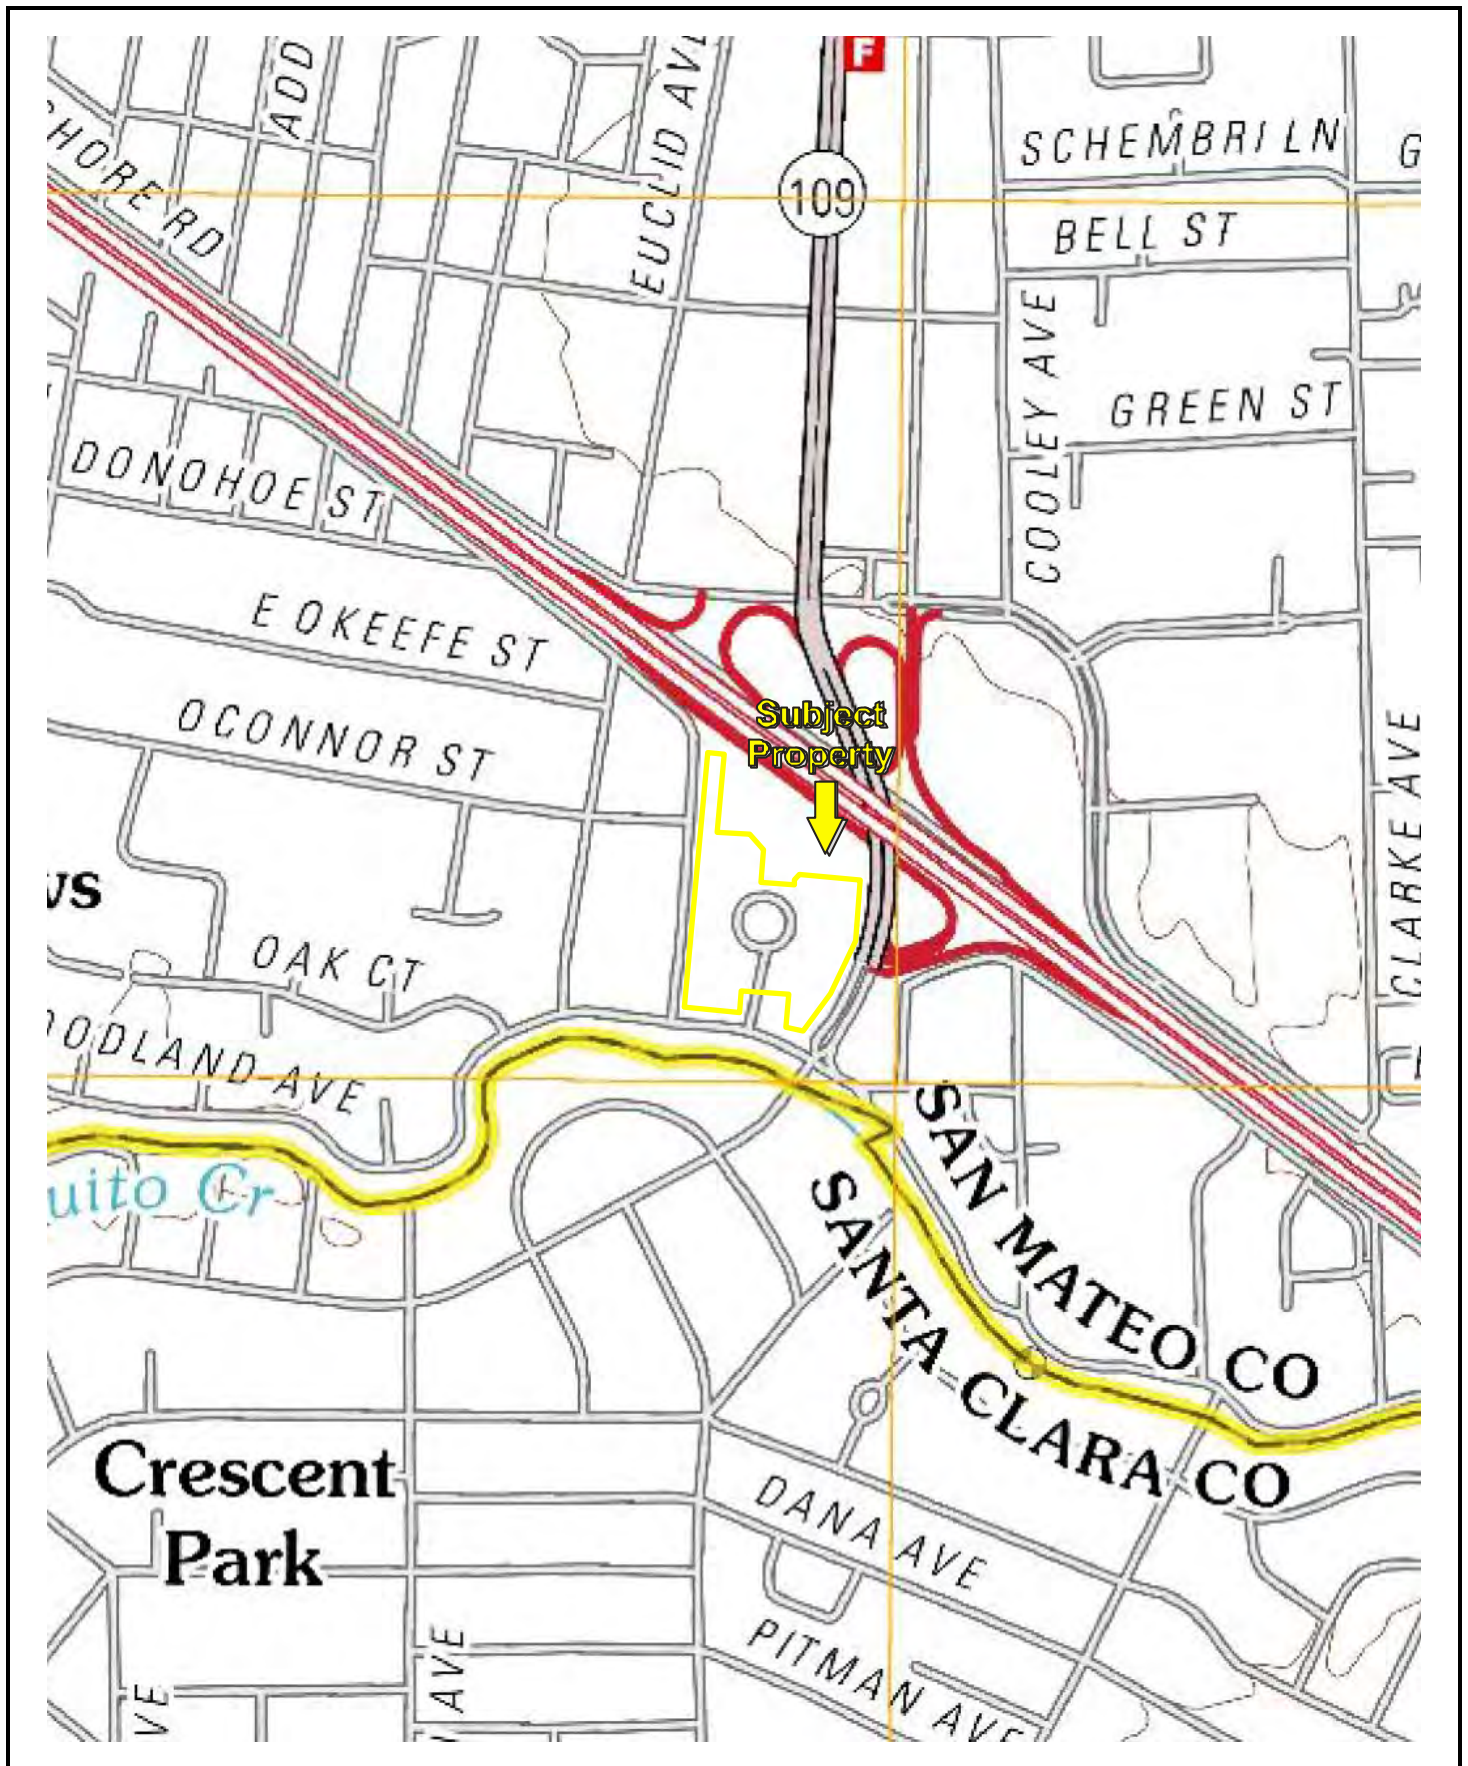 ADD
EUCLID AVE
F
SCHEMBRI LN
G
HORE RD
109
BELL ST
COOLEY AVE
GREEN ST
DONOHOE ST
E OKEEFE ST
OCONNOR ST
Subject
Property
CLARKE AVE
ws
OAK CT
OODLAND AVE
uito Cr
SAN MATEO CO
SANTA CLARA CO
Crescent
Park
DANA AVE
PITMAN AVE
AVE
VE